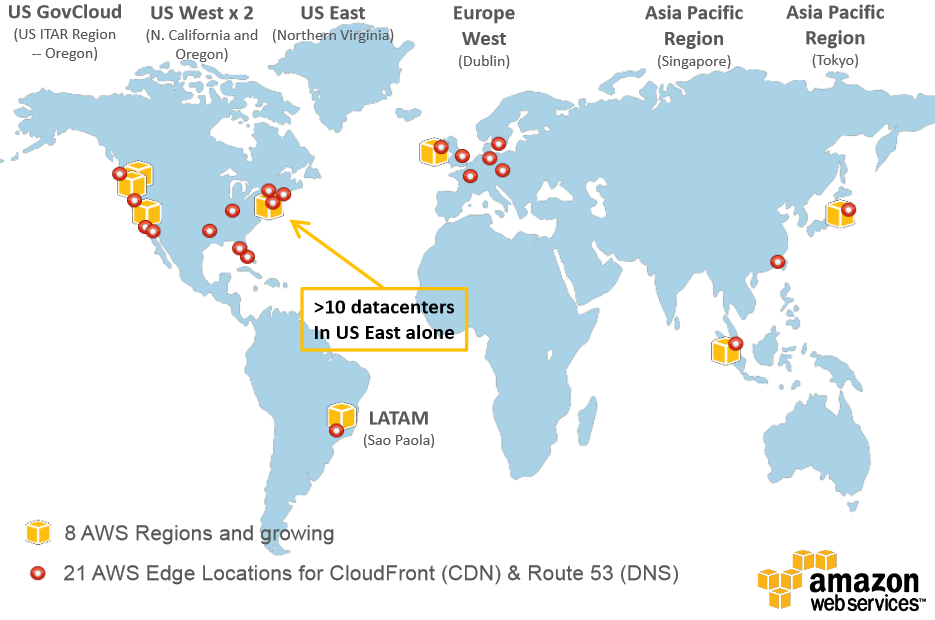 US GovCloud
(US ITAR Region
-- Oregon)
US West x 2
(N. California and
Oregon)
US East
(Northern Virginia)
Europe
West
(Dublin)
Asia Pacific
Region
(Singapore)
Asia Pacific
Region
(Tokyo)
>10 datacenters
In US East alone
LATAM
(Sao Paola)
8 AWS Regions and growing
21 AWS Edge Locations for CloudFront (CDN) & Route 53 (DNS)
amazon
web services™